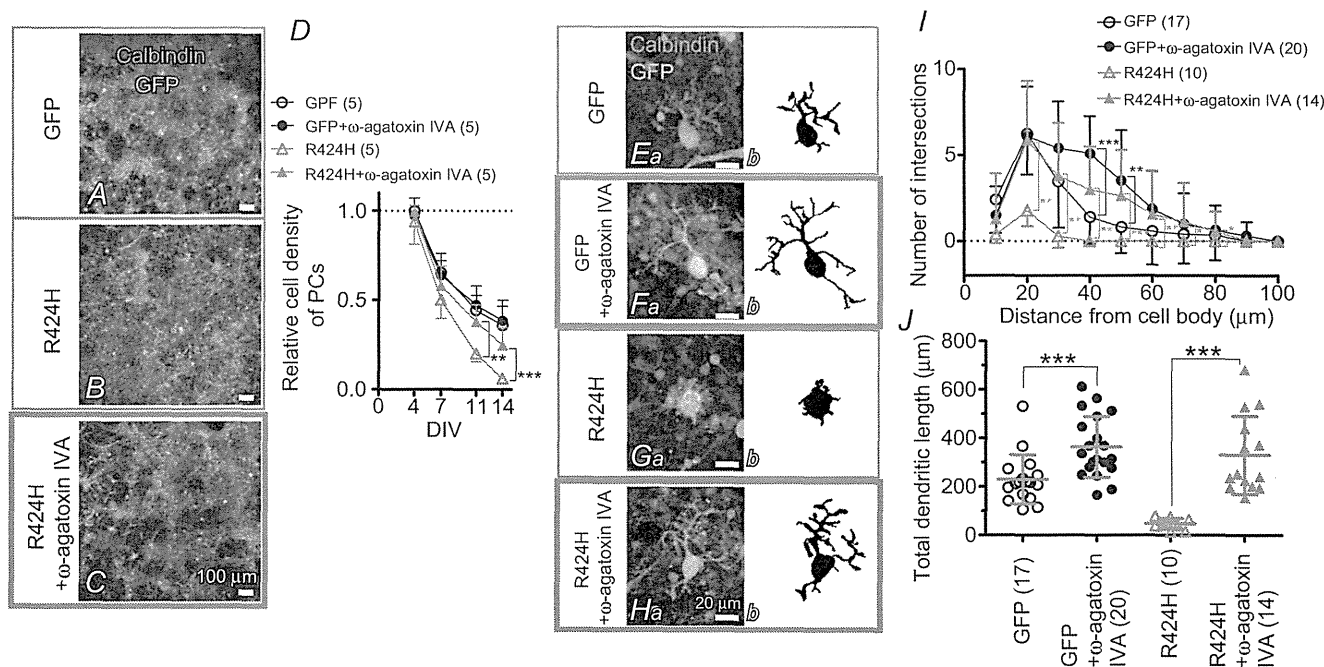 GFP
Calbindin
GFP
A
R424H
B
R424H
+ω-agatoxin IVA
C
100 μm
D
GPF (5)
GFP+ω-agatoxin IVA (5)
R424H (5)
R424H+ω-agatoxin IVA (5)
Relative cell density
of PCs
1.0
0.5
0.0
**
***
0 4 7 11 14
DIV
GFP
Calbindin
GFP
Ea
b
GFP
+ω-agatoxin IVA
Fa
b
R424H
Ga
b
R424H
+ω-agatoxin IVA
Ha
20 μm
b
I
GFP (17)
GFP+ω-agatoxin IVA (20)
R424H (10)
R424H+ω-agatoxin IVA (14)
Number of intersections
10
5
0
***
**
0 20 40 60 80 100
Distance from cell body (μm)
J
Total dendritic length (μm)
800
600
400
200
0
***
***
GFP (17)
GFP
+ω-agatoxin
IVA (20)
R424H (10)
R424H
+ω-agatoxin
IVA (14)